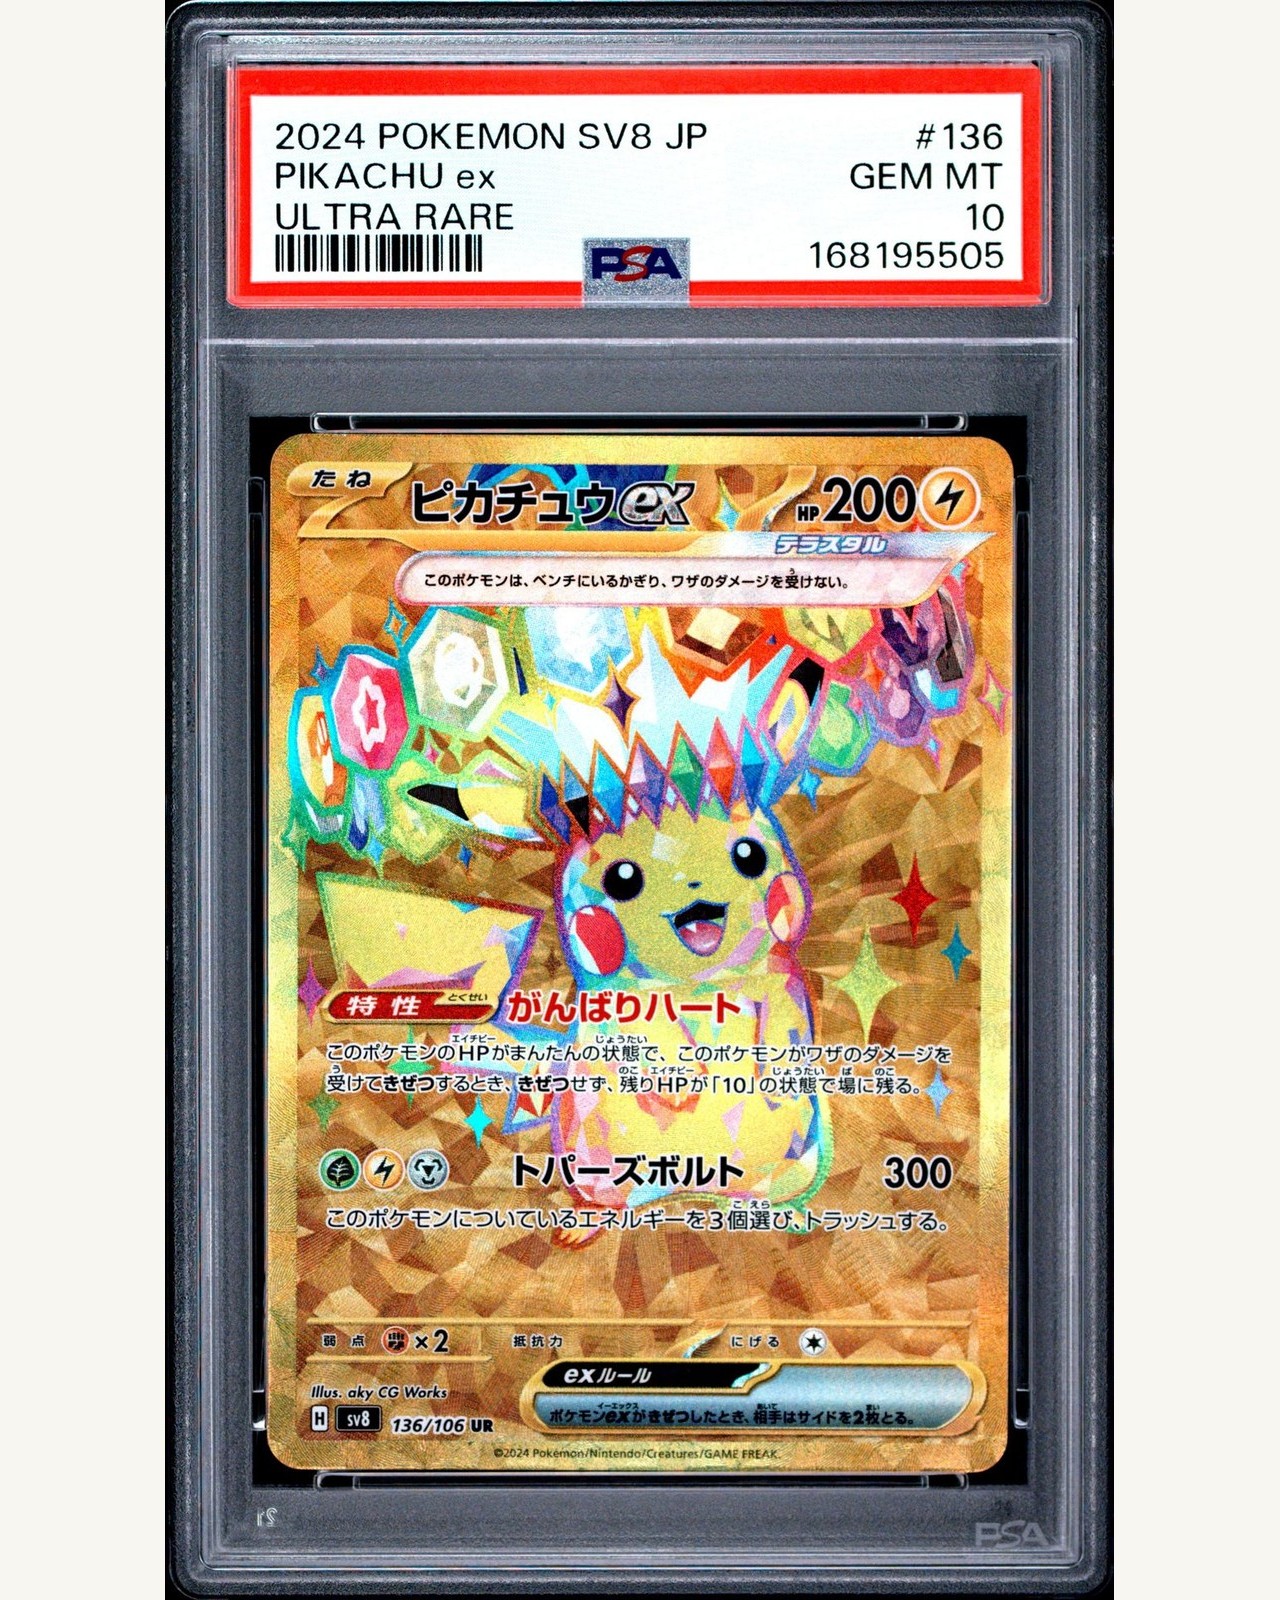 2024 POKEMON SV8 JP #136
PIKACHU ex GEM MT
ULTRA RARE 10
PSA 168195505
たね ピカチュウex HP200
テラスタル
このポケモンは、ベンチにいるかぎり、ワザのダメージを受けない。
特性 とくせい がんばりハート
このポケモンのHPがまんたんの状態で、このポケモンがワザのダメージを
受けてきぜつするとき、きぜつせず、残りHPが「10」の状態で場に残る。
トパーズボルト 300
このポケモンについているエネルギーを3個選び、トラッシュする。
弱点 ×2 抵抗力 にげる
exルール
ポケモンexがきぜつしたとき、相手はサイドを2枚とる。
Illus. aky CG Works
H sv8 136/106 UR
©2024 Pokémon/Nintendo/Creatures/GAME FREAK.
PSA